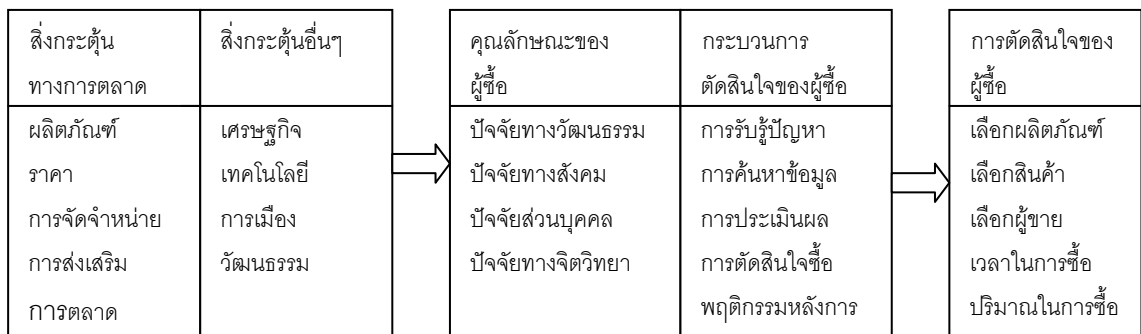 สิ่งกระตุ้น
ทางการตลาด
สิ่งกระตุ้นอื่นๆ
ผลิตภัณฑ์
ราคา
การจัดจำหน่าย
การส่งเสริม
การตลาด
เศรษฐกิจ
เทคโนโลยี
การเมือง
วัฒนธรรม
คุณลักษณะของ
ผู้ซื้อ
กระบวนการ
ตัดสินใจของผู้ซื้อ
ปัจจัยทางวัฒนธรรม
ปัจจัยทางสังคม
ปัจจัยส่วนบุคคล
ปัจจัยทางจิตวิทยา
การรับรู้ปัญหา
การค้นหาข้อมูล
การประเมินผล
การตัดสินใจซื้อ
พฤติกรรมหลังการ
การตัดสินใจของ
ผู้ซื้อ
เลือกผลิตภัณฑ์
เลือกสินค้า
เลือกผู้ขาย
เวลาในการซื้อ
ปริมาณในการซื้อ